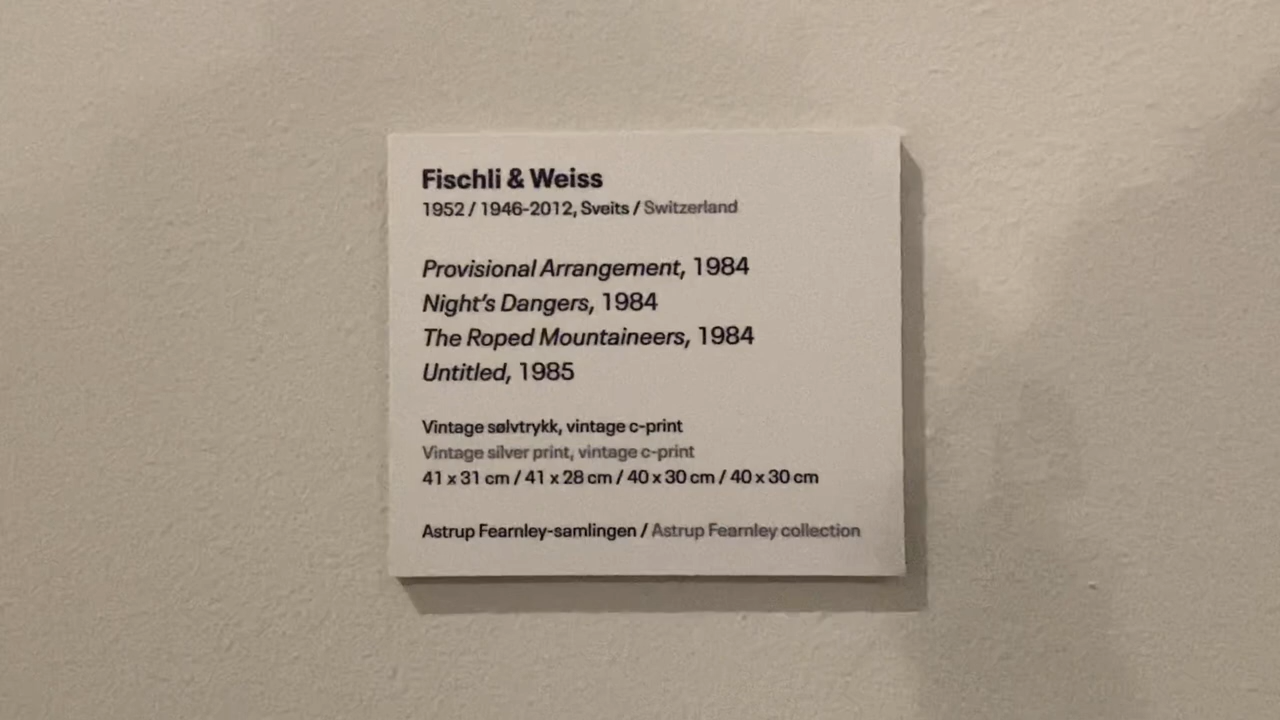 Fischli & Weiss
1952 / 1946-2012, Sveits / Switzerland
Provisional Arrangement, 1984
Night's Dangers, 1984
The Roped Mountaineers, 1984
Untitled, 1985
Vintage sølvtrykk, vintage c-print
Vintage silver print, vintage c-print
41 x 31 cm / 41 x 28 cm / 40 x 30 cm / 40 x 30 cm
Astrup Fearnley-samlingen / Astrup Fearnley collection